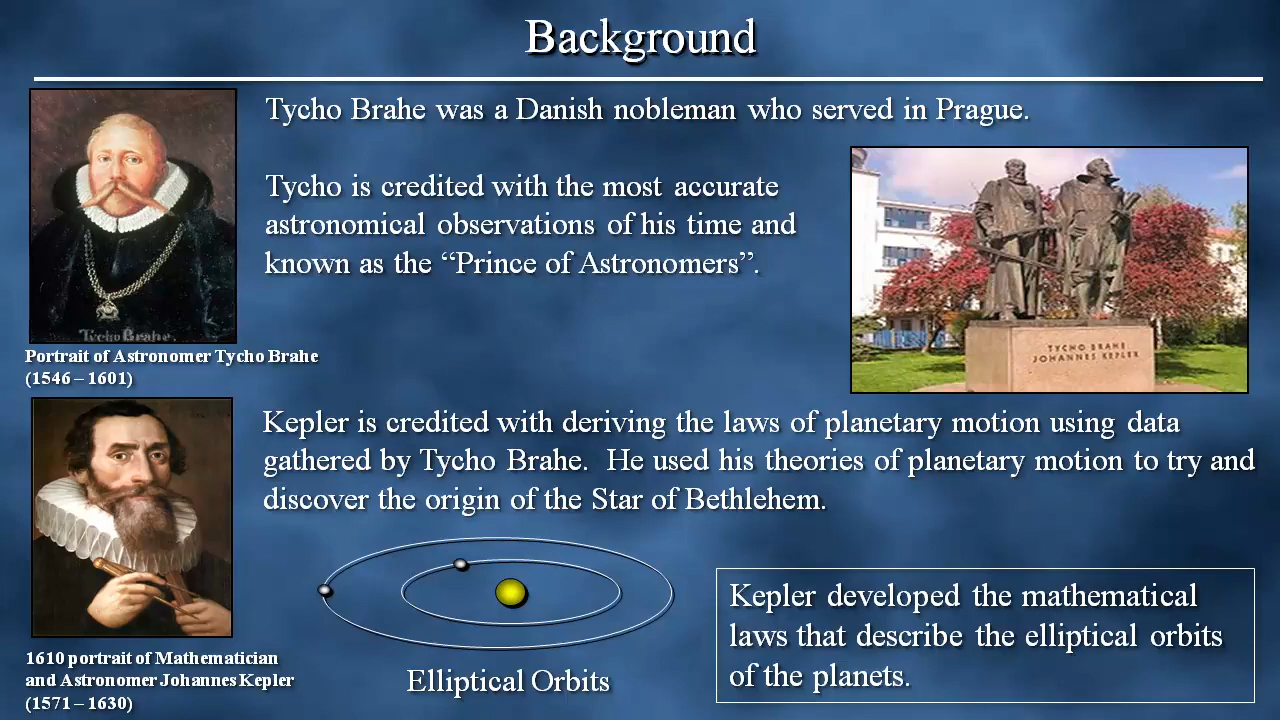 Background
Tycho Brahe was a Danish nobleman who served in Prague.
Tycho is credited with the most accurate
astronomical observations of his time and
known as the “Prince of Astronomers”.
Tycho Brahe.
Portrait of Astronomer Tycho Brahe
(1546 – 1601)
TYCHO BRAHE
JOHANNES KEPLER
Kepler is credited with deriving the laws of planetary motion using data
gathered by Tycho Brahe.  He used his theories of planetary motion to try and
discover the origin of the Star of Bethlehem.
1610 portrait of Mathematician
and Astronomer Johannes Kepler
(1571 – 1630)
Elliptical Orbits
Kepler developed the mathematical
laws that describe the elliptical orbits
of the planets.